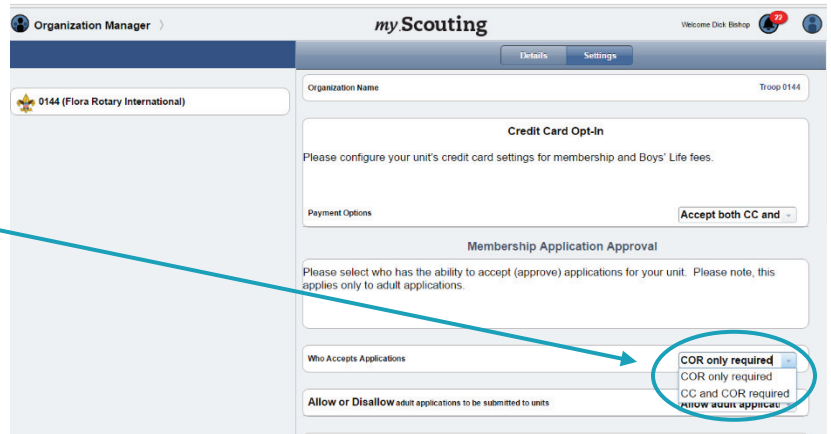 Organization Manager
my.Scouting
Welcome Dick Bishop
22
Details Settings
0144 (Flora Rotary International)
Organization Name Troop 0144
Credit Card Opt-In
Please configure your unit's credit card settings for membership and Boys' Life fees.
Payment Options Accept both CC and
Membership Application Approval
Please select who has the ability to accept (approve) applications for your unit. Please note, this
applies only to adult applications.
Who Accepts Applications COR only required
COR only required
CC and COR required
Allow or Disallow adult applications to be submitted to units Allow adult applicati